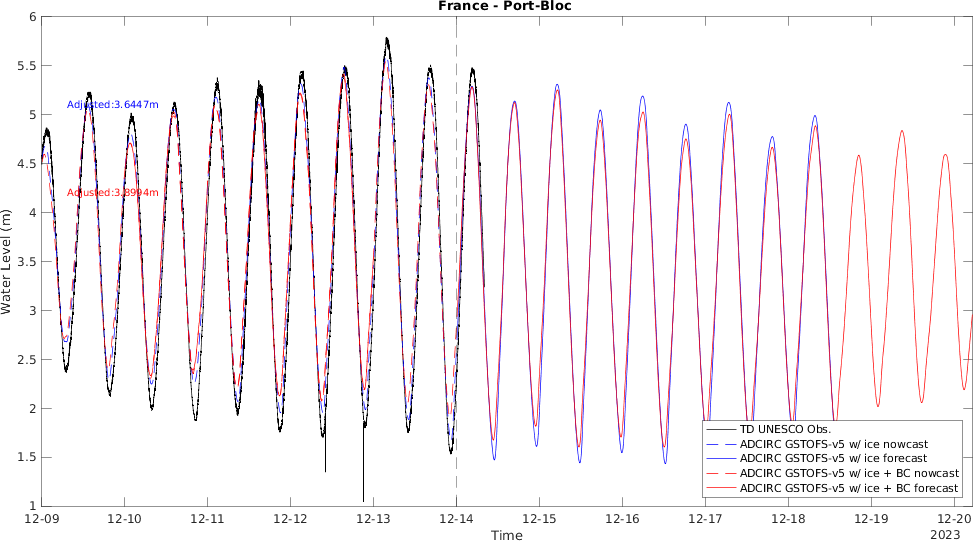 France - Port-Bloc
6
5.5
5
4.5
4
3.5
3
2.5
2
1.5
1
Water Level (m)
Adjusted:3.6447m
Adjusted:3.8994m
TD UNESCO Obs.
ADCIRC GSTOFS-v5 w/ ice nowcast
ADCIRC GSTOFS-v5 w/ ice forecast
ADCIRC GSTOFS-v5 w/ ice + BC nowcast
ADCIRC GSTOFS-v5 w/ ice + BC forecast
12-09 12-10 12-11 12-12 12-13 12-14 12-15 12-16 12-17 12-18 12-19 12-20
Time
2023